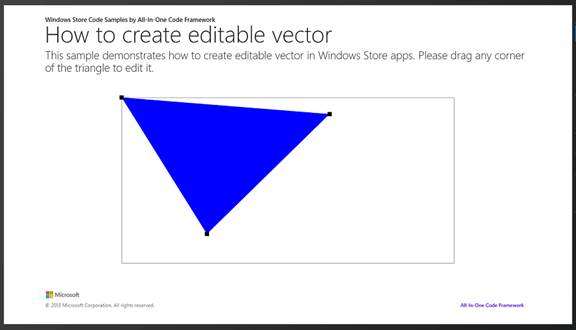 Windows Store Code Samples by All-In-One Code Framework
How to create editable vector
This sample demonstrates how to create editable vector in Windows Store apps. Please drag any corner
of the triangle to edit it.
Microsoft
© 2013 Microsoft Corporation. All rights reserved.
All-In-One Code Framework